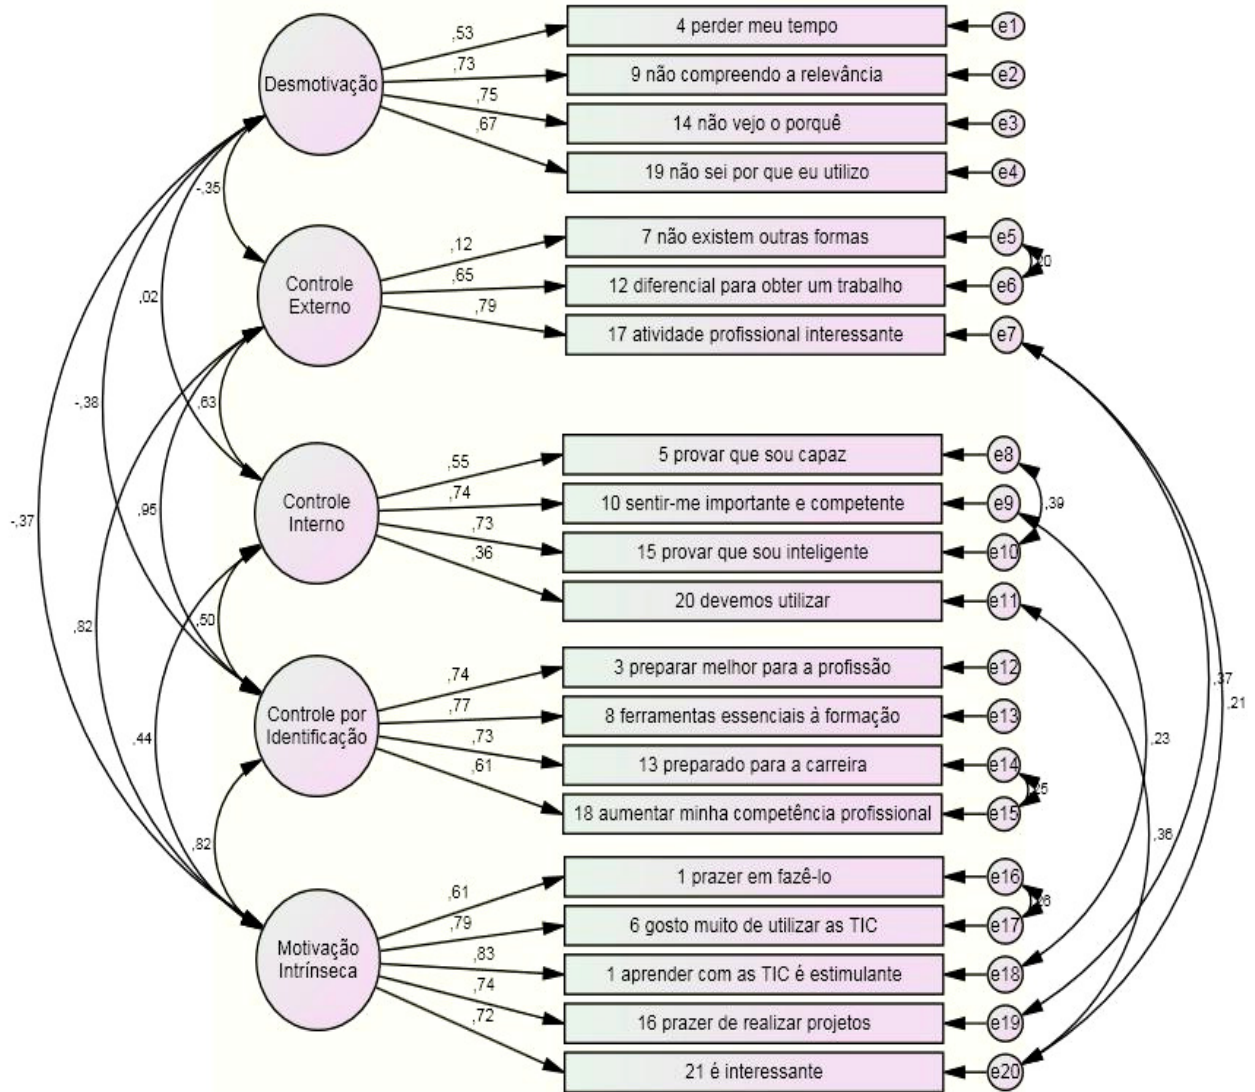 ,53
4 perder meu tempo
e1
,73
9 não compreendo a relevância
e2
Desmotivação
,75
14 não vejo o porquê
e3
,67
19 não sei por que eu utilizo
e4
-,35
,12
7 não existem outras formas
e5
,20
Controle
Externo
,65
12 diferencial para obter um trabalho
e6
,79
17 atividade profissional interessante
e7
,02
-,38
,63
,55
5 provar que sou capaz
e8
,39
Controle
Interno
,74
10 sentir-me importante e competente
e9
,73
15 provar que sou inteligente
e10
,36
20 devemos utilizar
e11
-,37
,95
,82
,50
,74
3 preparar melhor para a profissão
e12
,37
,21
Controle por
Identificação
,77
8 ferramentas essenciais à formação
e13
,73
13 preparado para a carreira
e14
,25
,61
18 aumentar minha competência profissional
e15
,44
,23
,36
,82
,61
1 prazer em fazê-lo
e16
,26
,79
6 gosto muito de utilizar as TIC
e17
Motivação
Intrínseca
,83
1 aprender com as TIC é estimulante
e18
,74
16 prazer de realizar projetos
e19
,72
21 é interessante
e20